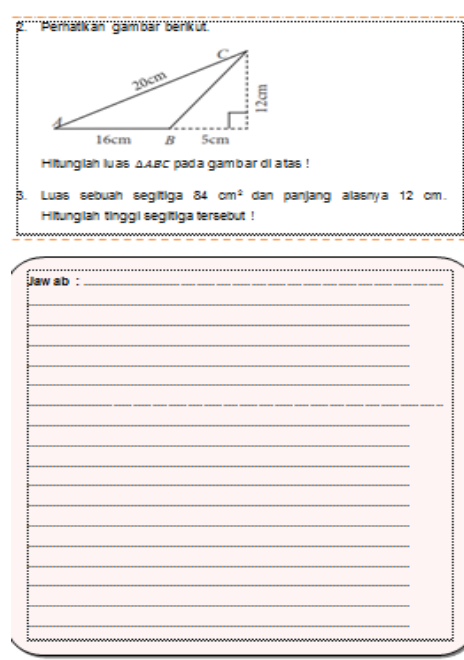 2. Perhatikan gambar berikut.
C
20cm
12cm
A
16cm B 5cm
Hitunglah luas ΔABC pada gambar di atas !
3. Luas sebuah segitiga 84 cm² dan panjang alasnya 12 cm.
Hitunglah tinggi segitiga tersebut !
Jawab :